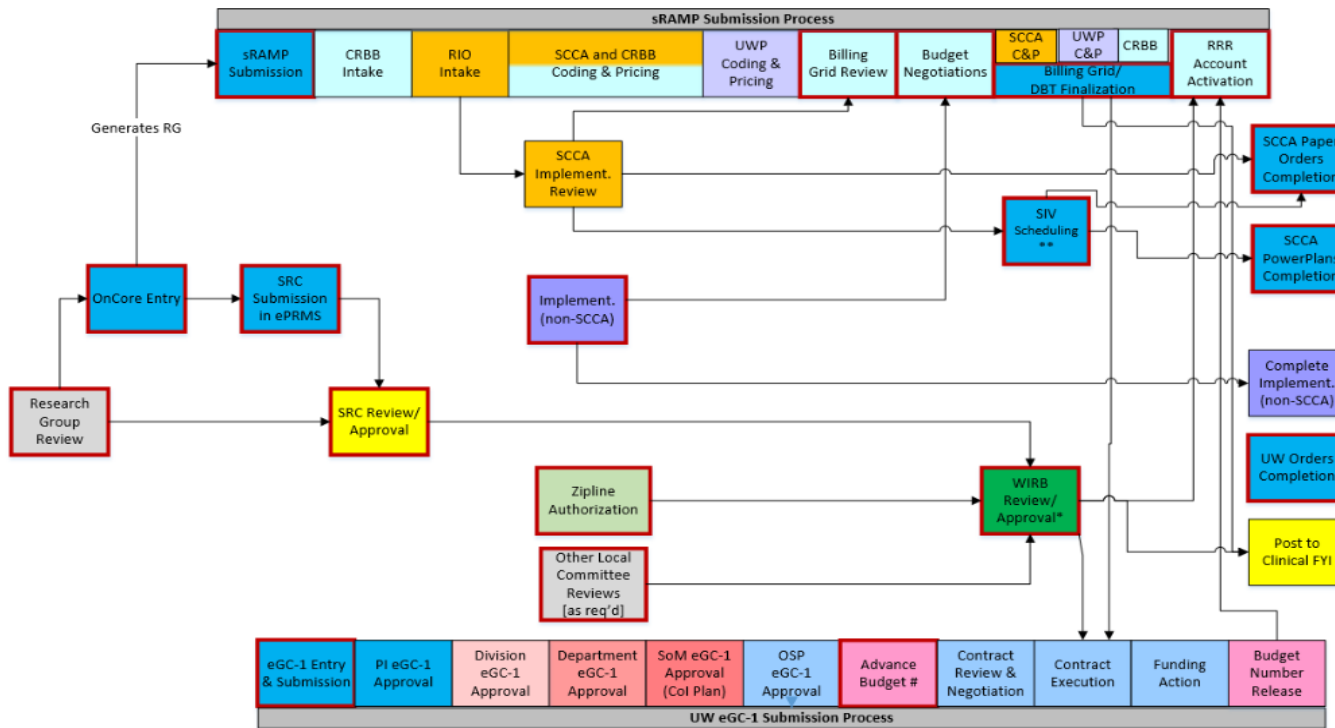 sRAMP Submission Process
sRAMP
Submission
CRBB
Intake
RIO
Intake
SCCA and CRBB
Coding & Pricing
UWP
Coding &
Pricing
Billing
Grid Review
Budget
Negotiations
SCCA
C&P
UWP
C&P
CRBB
Billing Grid/
DBT Finalization
RRR
Account
Activation
Generates RG
SCCA
Implement.
Review
SCCA Paper
Orders
Completion
SIV
Scheduling
**
SCCA
PowerPlans
Completion
OnCore Entry
SRC
Submission
in ePRMS
Implement.
(non-SCCA)
Complete
Implement.
(non-SCCA)
Research
Group
Review
SRC Review/
Approval
UW Orders
Completion
Zipline
Authorization
WIRB
Review/
Approval*
Post to
Clinical FYI
Other Local
Committee
Reviews
[as req'd]
eGC-1 Entry
& Submission
PI eGC-1
Approval
Division
eGC-1
Approval
Department
eGC-1
Approval
SoM eGC-1
Approval
(CoI Plan)
OSP
eGC-1
Approval
Advance
Budget #
Contract
Review &
Negotiation
Contract
Execution
Funding
Action
Budget
Number
Release
UW eGC-1 Submission Process